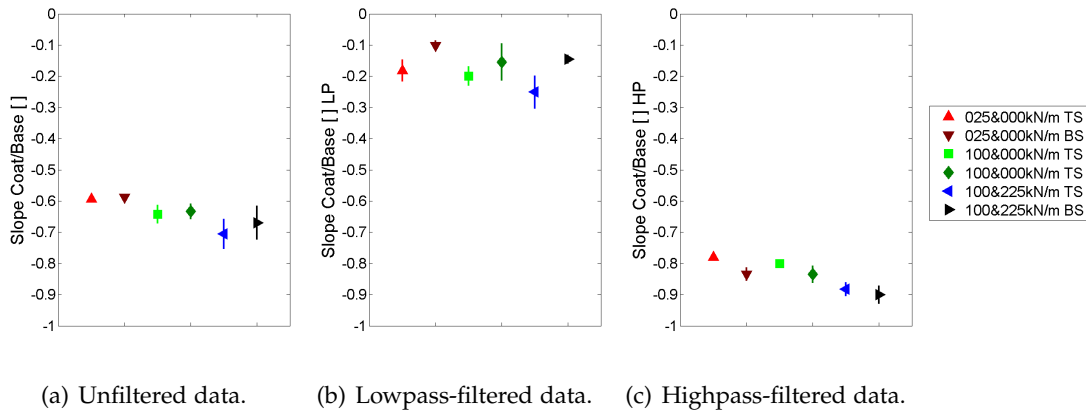 0
-0.1
-0.2
-0.3
-0.4
-0.5
-0.6
-0.7
-0.8
-0.9
-1
Slope Coat/Base [ ]
0
-0.1
-0.2
-0.3
-0.4
-0.5
-0.6
-0.7
-0.8
-0.9
-1
Slope Coat/Base [ ] LP
0
-0.1
-0.2
-0.3
-0.4
-0.5
-0.6
-0.7
-0.8
-0.9
-1
Slope Coat/Base [ ] HP
025&000kN/m TS
025&000kN/m BS
100&000kN/m TS
100&000kN/m TS
100&225kN/m TS
100&225kN/m BS
(a) Unfiltered data.
(b) Lowpass-filtered data.
(c) Highpass-filtered data.